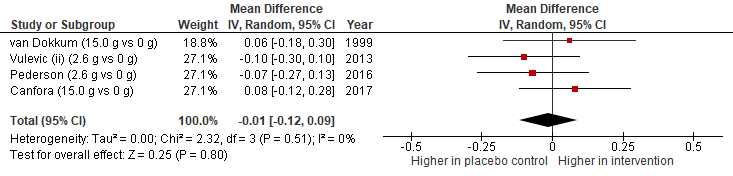 Mean Difference Mean Difference
Study or Subgroup Weight IV, Random, 95% CI Year IV, Random, 95% CI
van Dokkum (15.0 g vs 0 g) 18.8% 0.06 [-0.18, 0.30] 1999
Vulevic (ii) (2.6 g vs 0 g) 27.1% -0.10 [-0.30, 0.10] 2013
Pederson (2.6 g vs 0 g) 27.1% -0.07 [-0.27, 0.13] 2016
Canfora (15.0 g vs 0 g) 27.1% 0.08 [-0.12, 0.28] 2017
Total (95% CI) 100.0% -0.01 [-0.12, 0.09]
Heterogeneity: Tau² = 0.00; Chi² = 2.32, df = 3 (P = 0.51); I² = 0%
Test for overall effect: Z = 0.25 (P = 0.80)
-0.5 -0.25 0 0.25 0.5
Higher in placebo control Higher in intervention